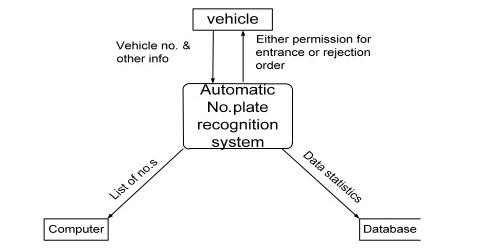 vehicle
Vehicle no. &
other info
Either permission for
entrance or rejection
order
Automatic
No.plate
recognition
system
List of no.s
Data statistics
Computer
Database